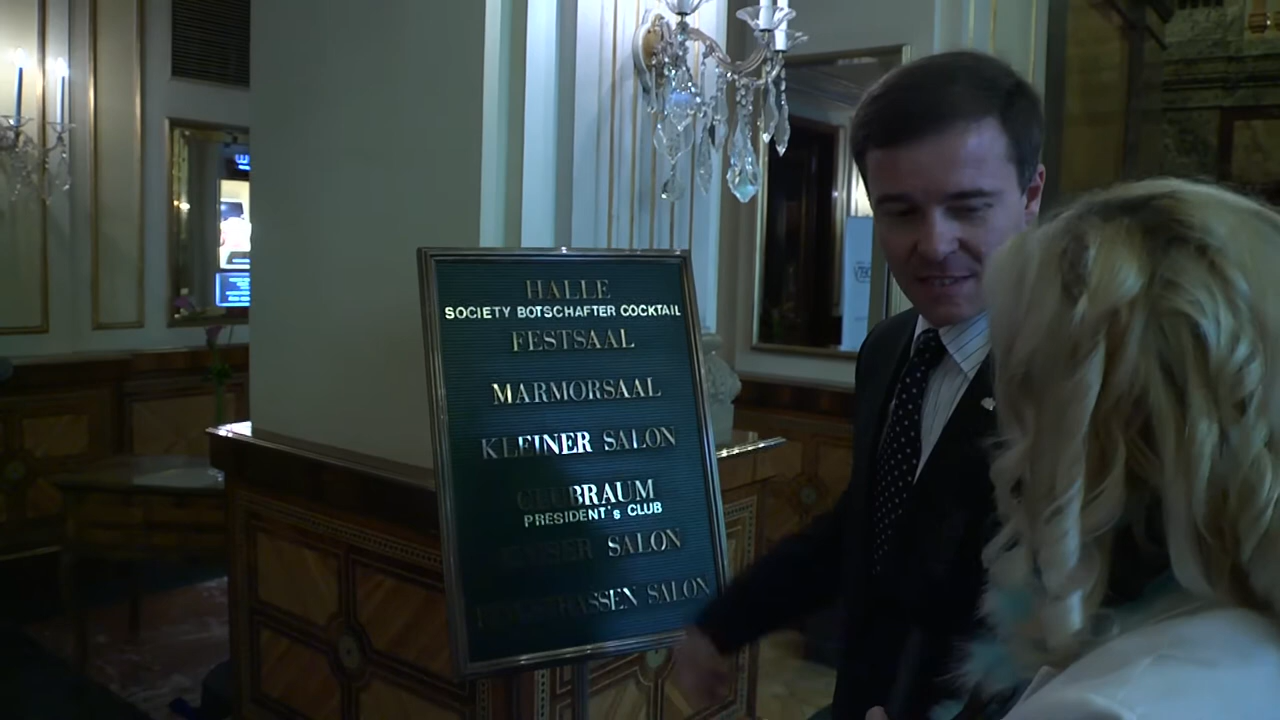 HALLE
SOCIETY BOTSCHAFTER COCKTAIL
FESTSAAL
MARMORSAAL
KLEINER SALON
CLUBRAUM
PRESIDENT's CLUB
SALON
SALON